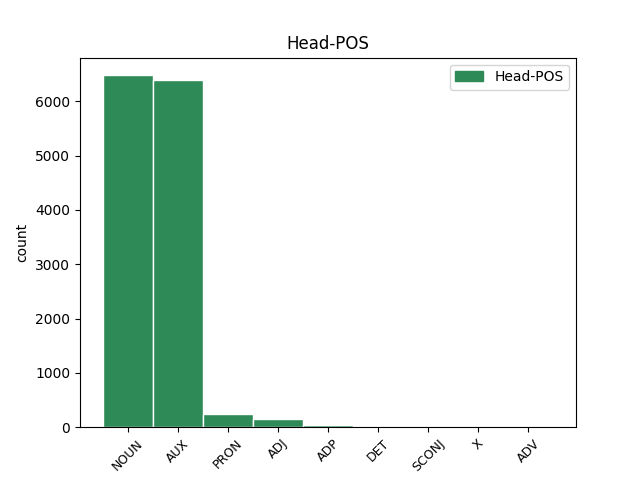 Head-POS
Head-POS
6000
5000
4000
3000
2000
1000
0
count
NOUN
AUX
PRON
ADJ
ADP
DET
SCONJ
X
ADV